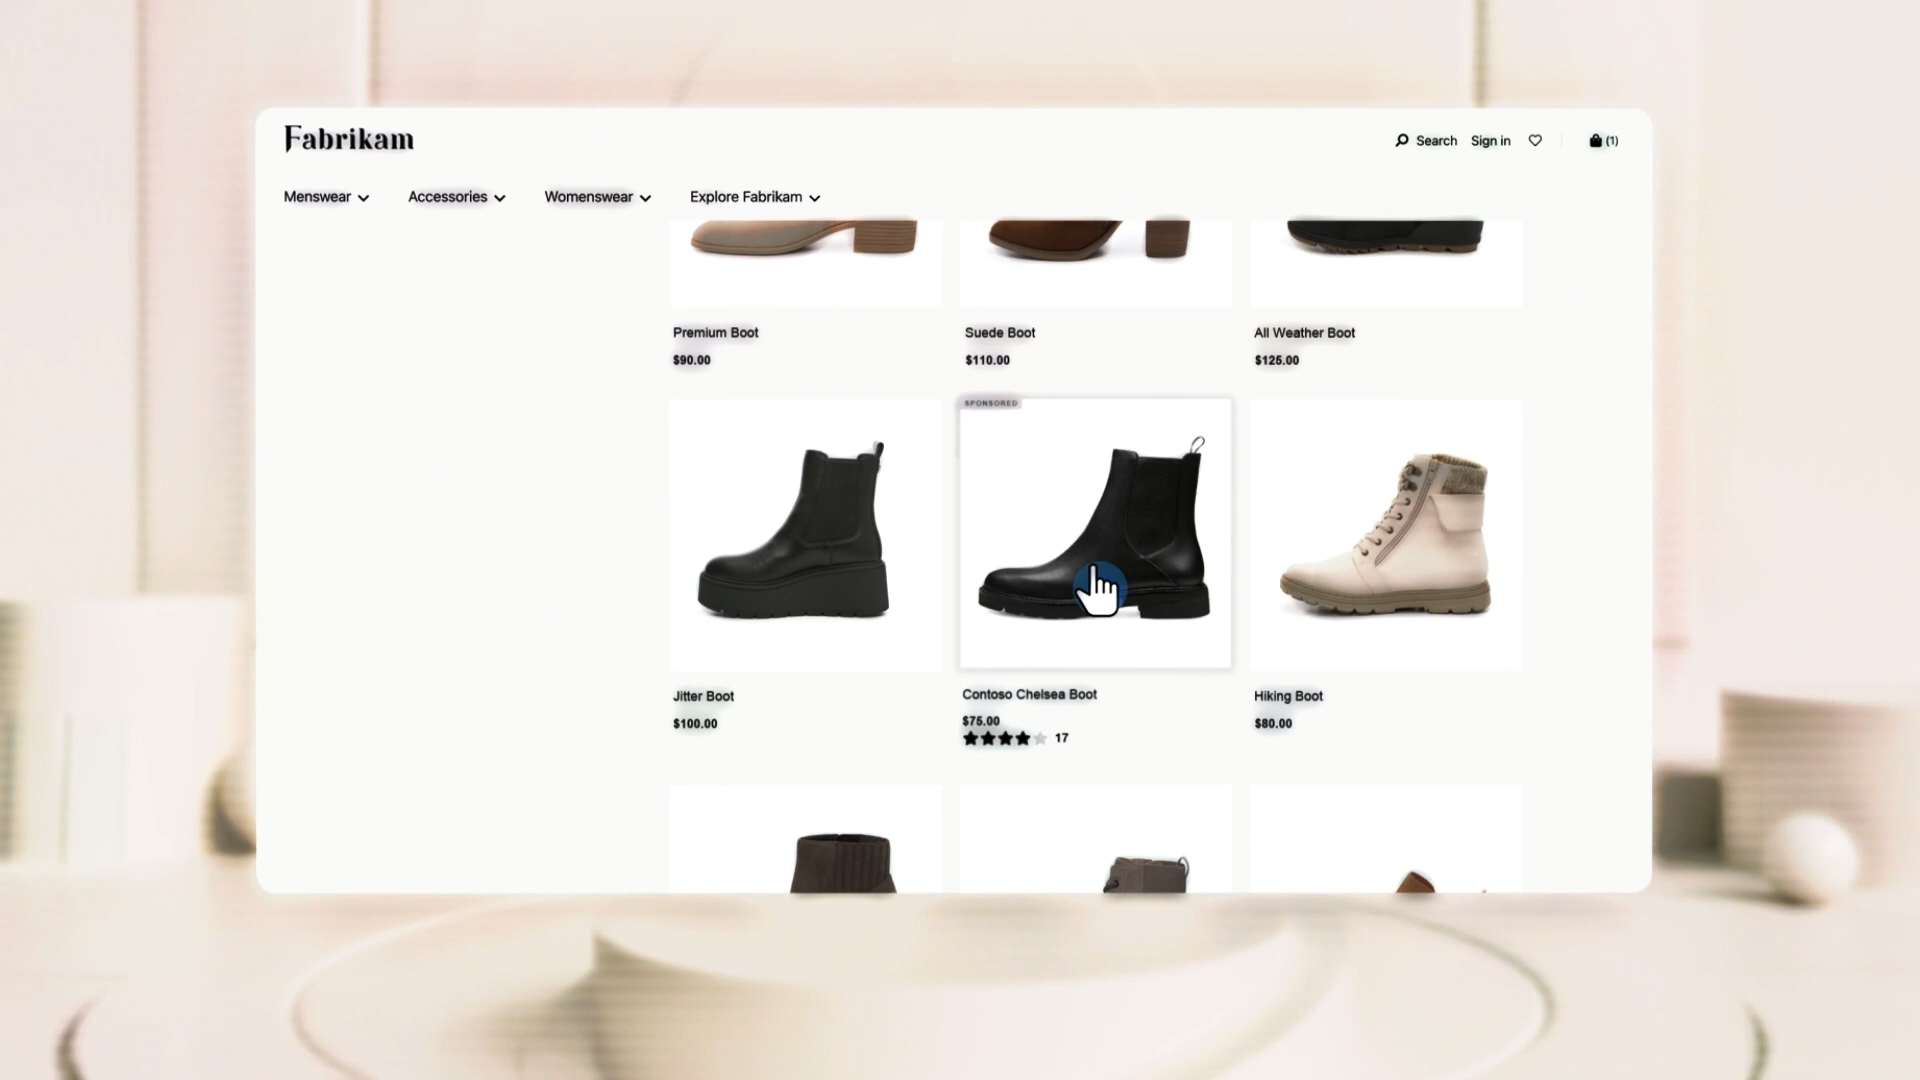 Fabrikam
Search Sign in (1)
Menswear Accessories Womenswear Explore Fabrikam
Premium Boot
$90.00
Suede Boot
$110.00
All Weather Boot
$125.00
SPONSORED
Jitter Boot
$100.00
Contoso Chelsea Boot
$75.00
17
Hiking Boot
$80.00